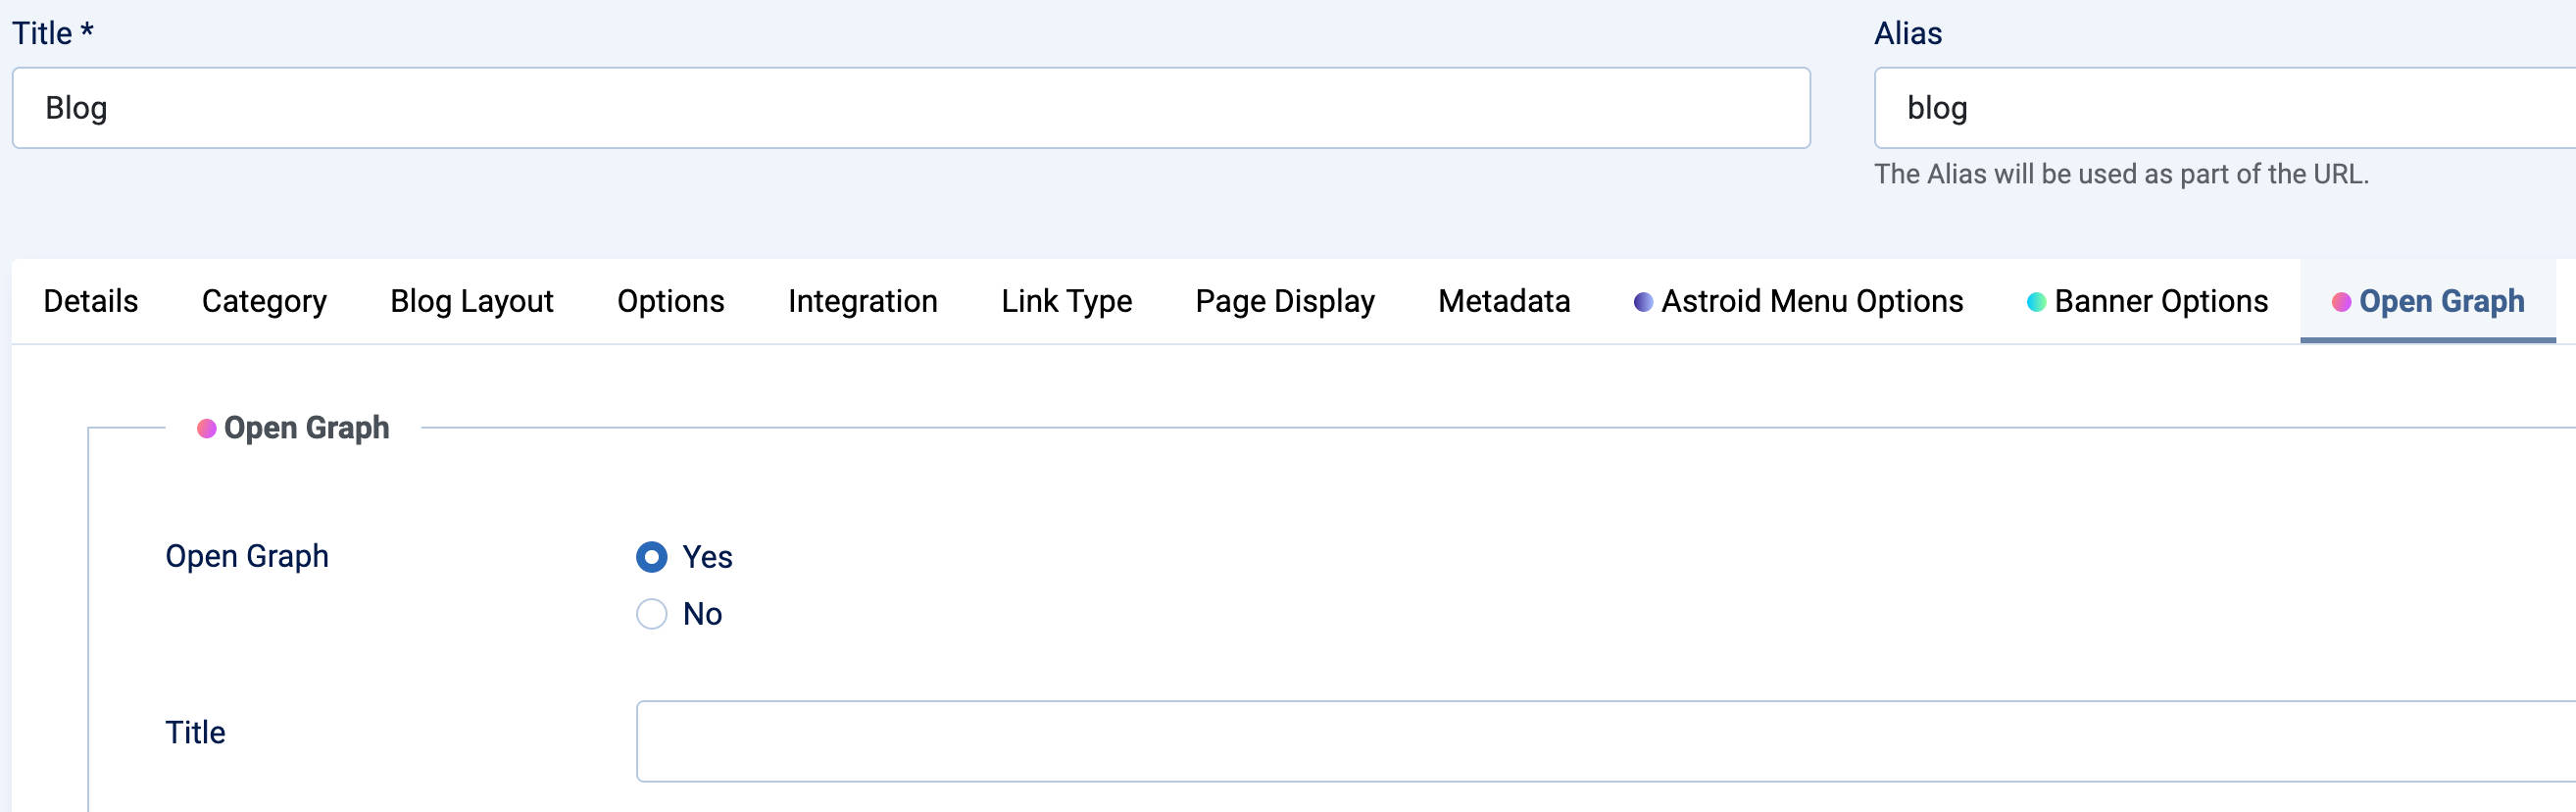 Title *
Alias
Blog
blog
The Alias will be used as part of the URL.
Details Category Blog Layout Options Integration Link Type Page Display Metadata Astroid Menu Options Banner Options Open Graph
Open Graph
Open Graph
Yes
No
Title